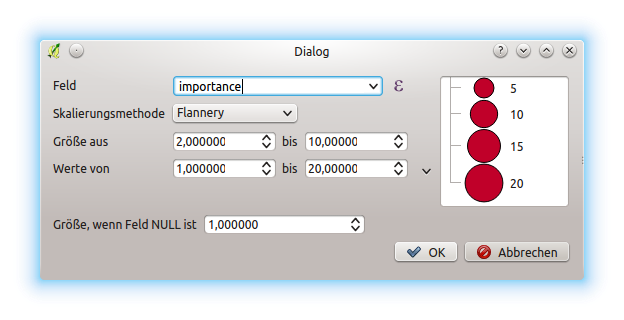 Dialog
Feld importance ε
Skalierungsmethode Flannery
Größe aus 2,000000 bis 10,00000
Werte von 1,000000 bis 20,00000
Größe, wenn Feld NULL ist 1,000000
5
10
15
20
OK Abbrechen